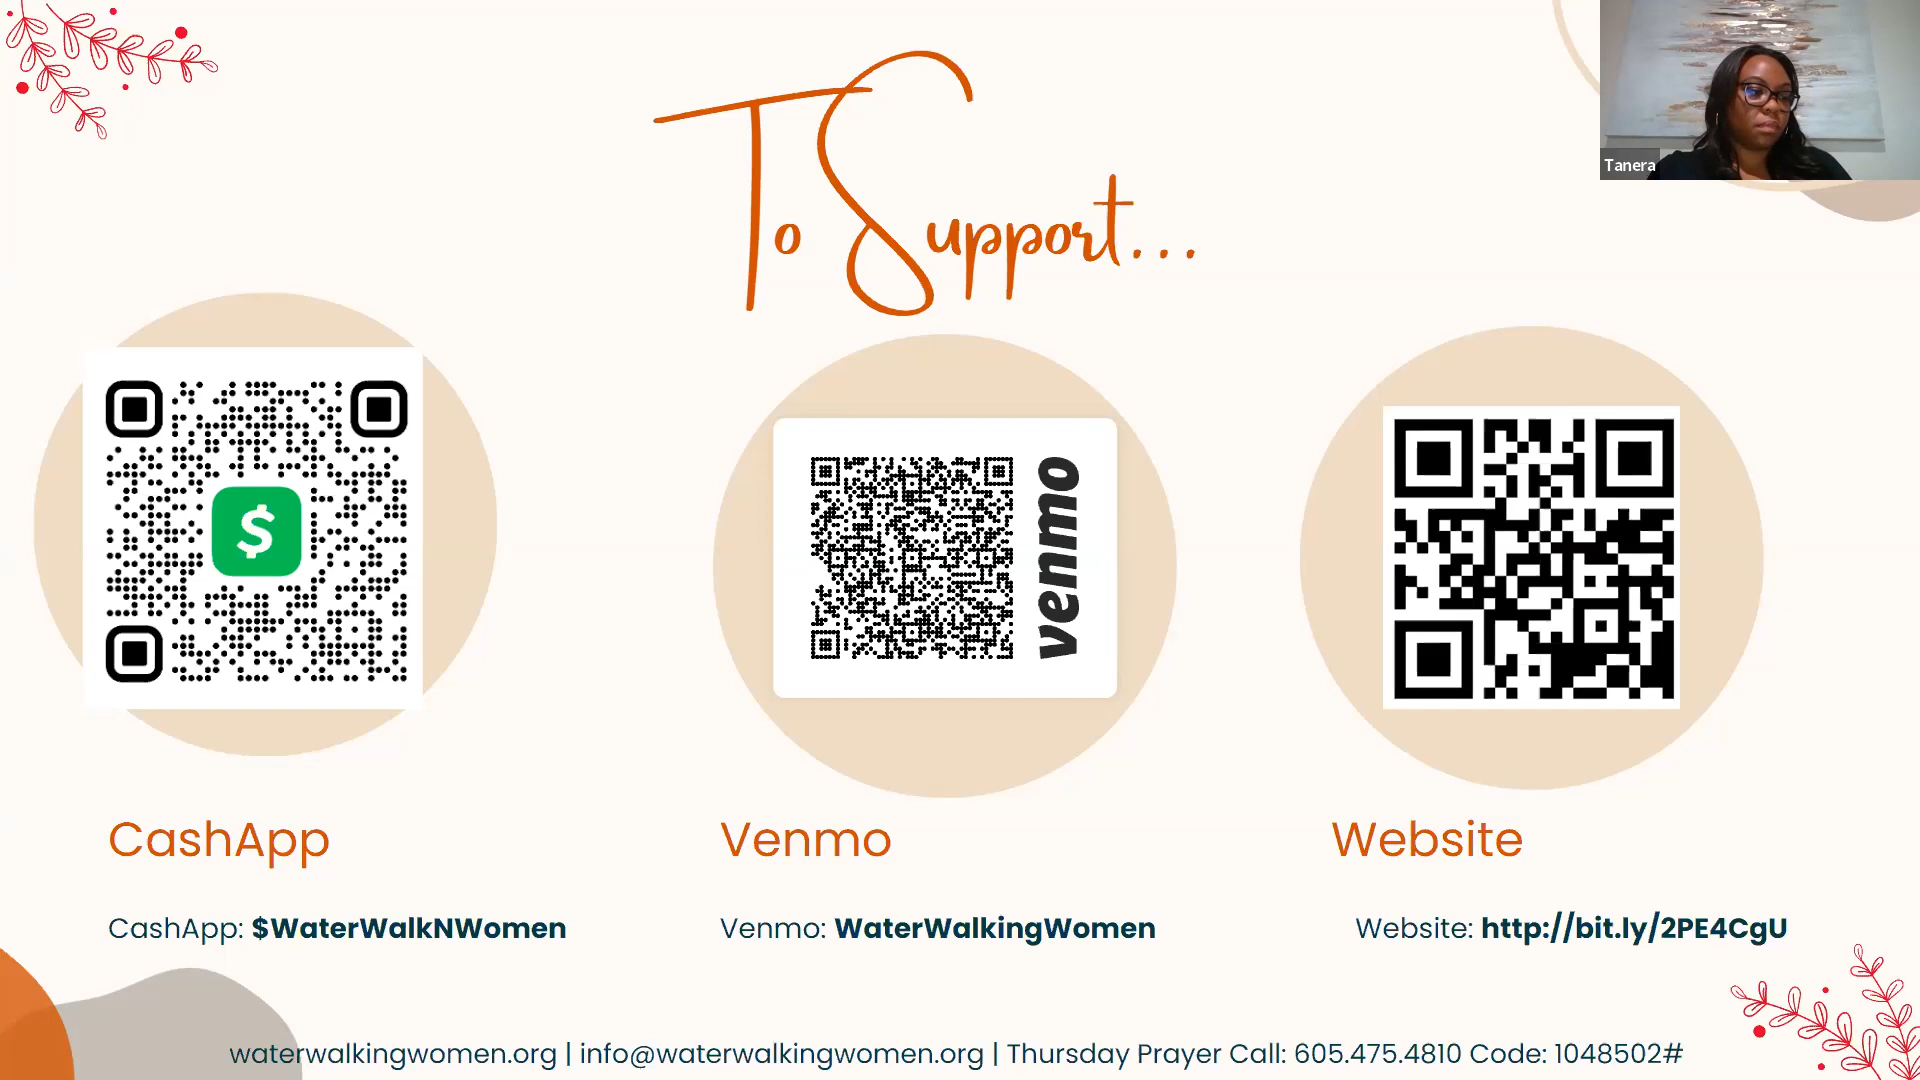 To Support...
Tanera
$
venmo
CashApp
Venmo
Website
CashApp: $WaterWalkNWomen
Venmo: WaterWalkingWomen
Website: http://bit.ly/2PE4CgU
waterwalkingwomen.org | info@waterwalkingwomen.org | Thursday Prayer Call: 605.475.4810 Code: 1048502#